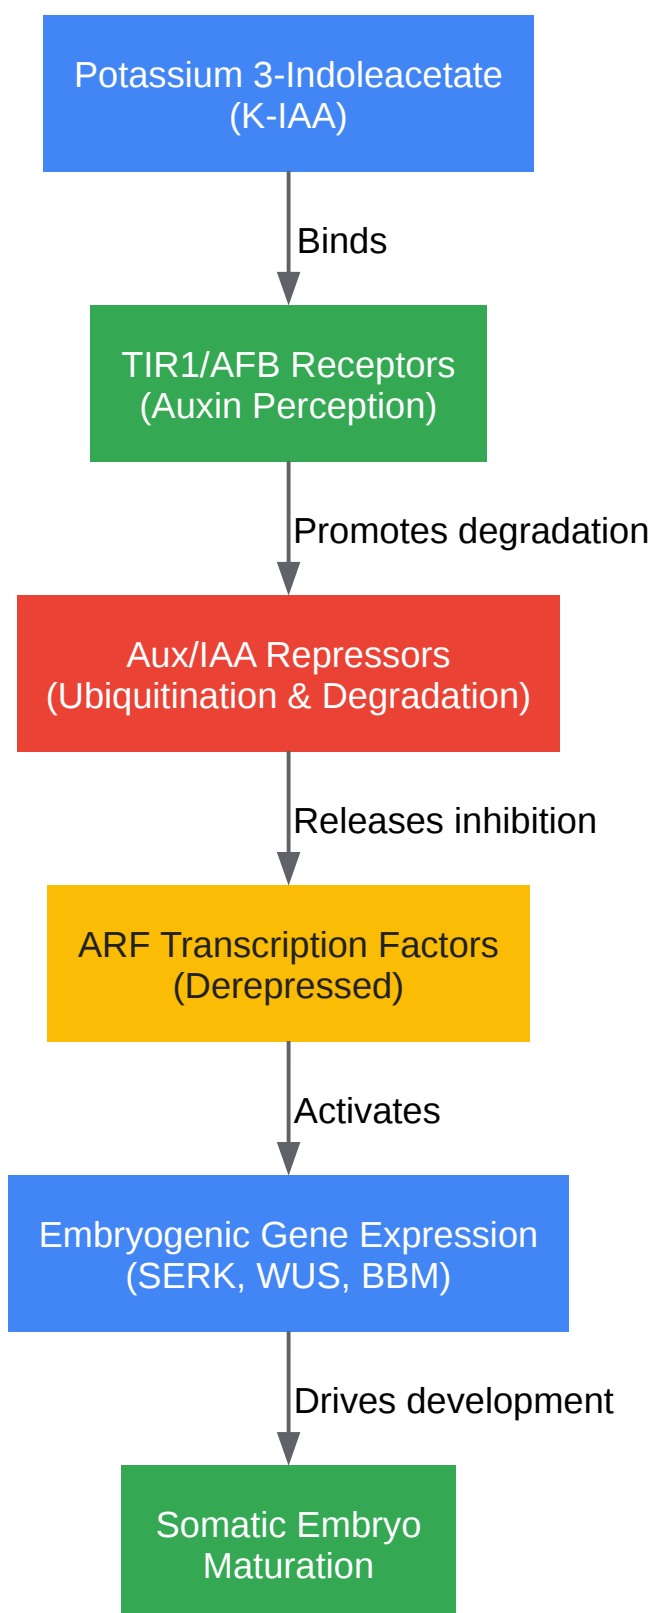 Potassium 3-Indoleacetate
(K-IAA)
Binds
TIR1/AFB Receptors
(Auxin Perception)
Promotes degradation
Aux/IAA Repressors
(Ubiquitination & Degradation)
Releases inhibition
ARF Transcription Factors
(Derepressed)
Activates
Embryogenic Gene Expression
(SERK, WUS, BBM)
Drives development
Somatic Embryo
Maturation